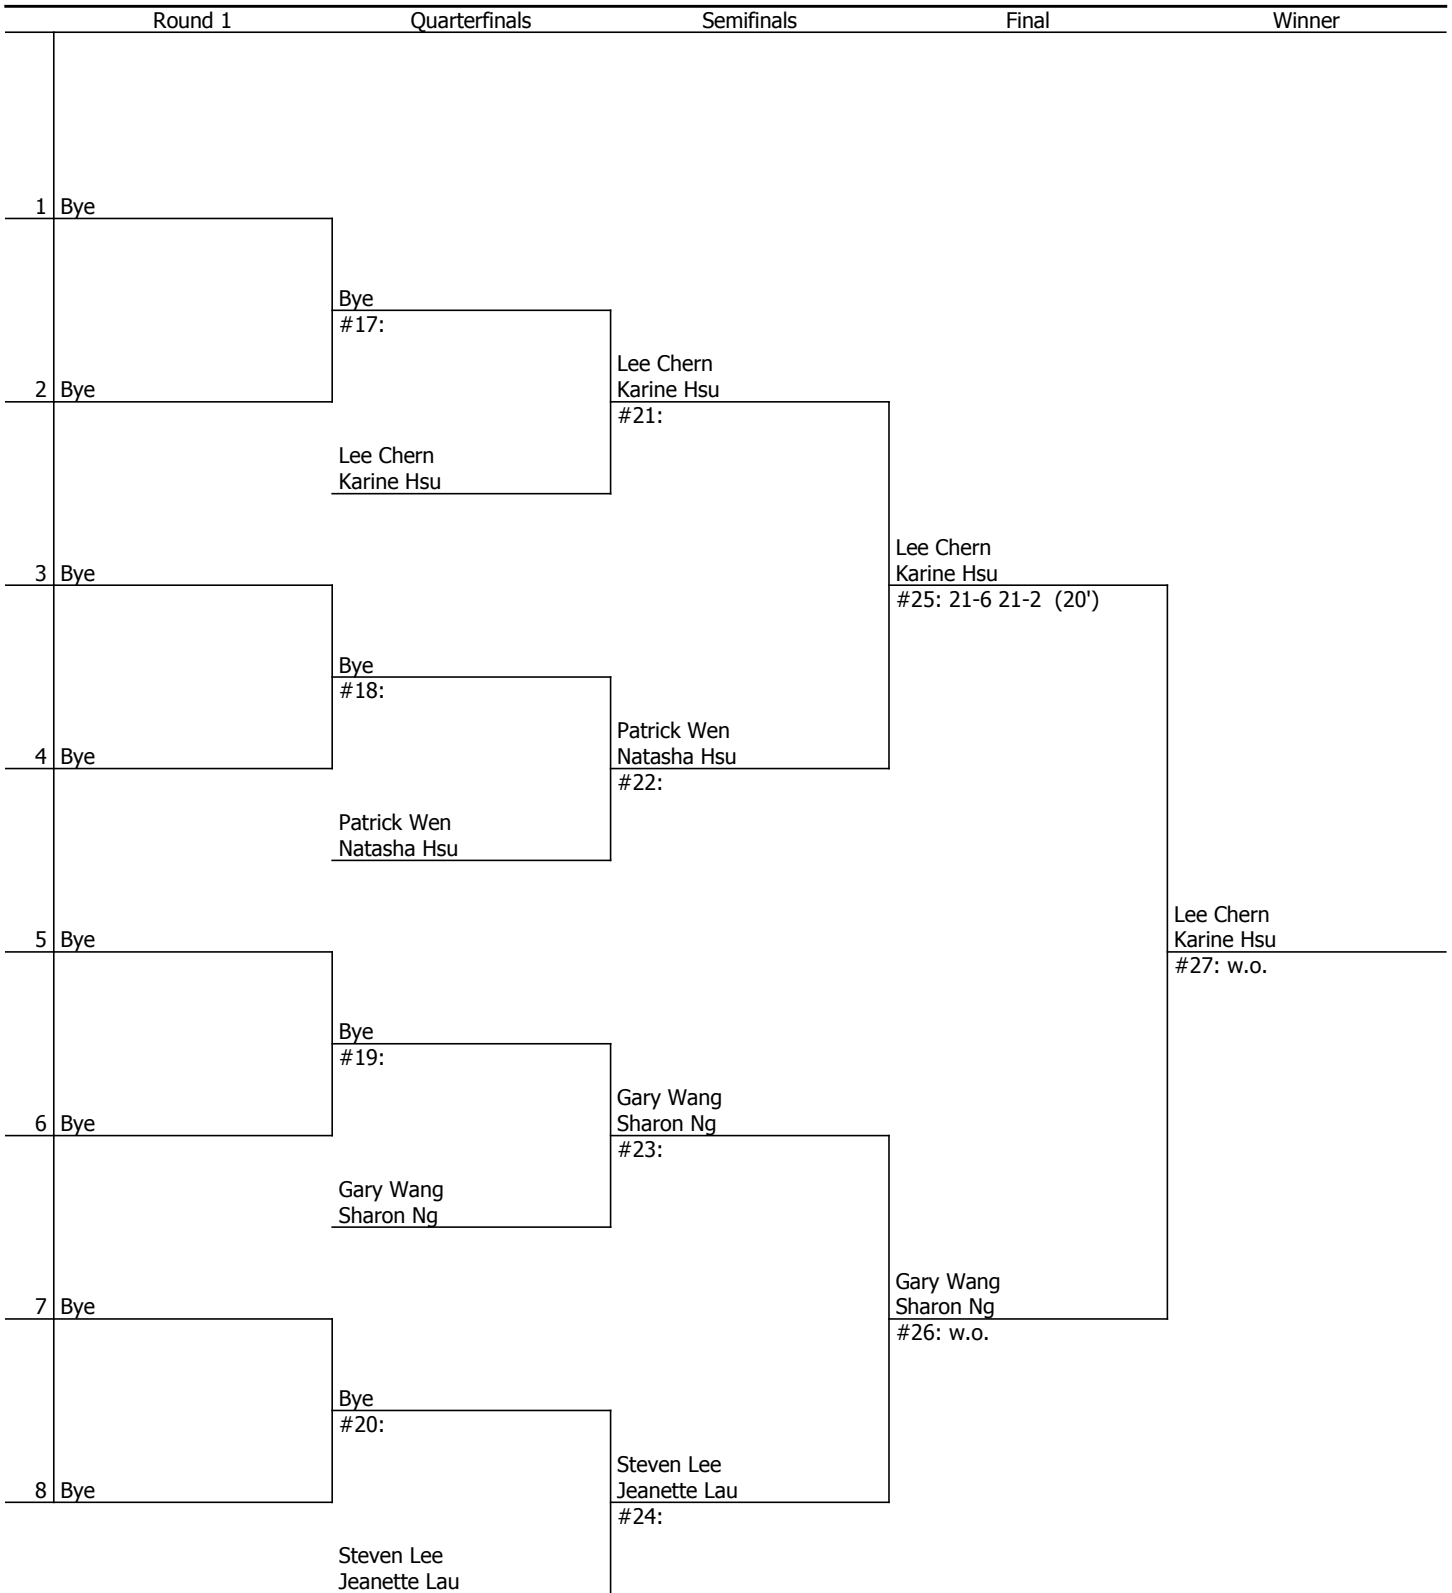 Round 1 Quarterfinals Semifinals Final Winner
1 Bye
Bye
#17:
Lee Chern
2 Bye Karine Hsu
#21:
Lee Chern
Karine Hsu
Lee Chern
3 Bye Karine Hsu
#25: 21-6 21-2 (20')
Bye
#18:
Patrick Wen
4 Bye Natasha Hsu
#22:
Patrick Wen
Natasha Hsu
Lee Chern
5 Bye Karine Hsu
#27: w.o.
Bye
#19:
Gary Wang
6 Bye Sharon Ng
#23:
Gary Wang
Sharon Ng
Gary Wang
7 Bye Sharon Ng
#26: w.o.
Bye
#20:
Steven Lee
8 Bye Jeanette Lau
#24:
Steven Lee
Jeanette Lau